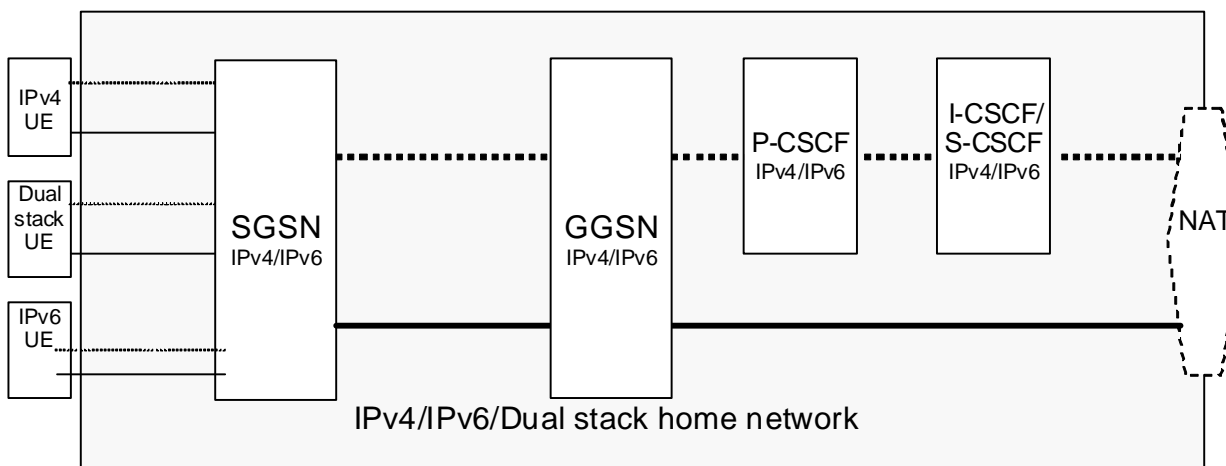 IPv4
UE
Dual
stack
UE
IPv6
UE
SGSN
IPv4/IPv6
GGSN
IPv4/IPv6
P-CSCF
IPv4/IPv6
I-CSCF/
S-CSCF
IPv4/IPv6
NAT
IPv4/IPv6/Dual stack home network